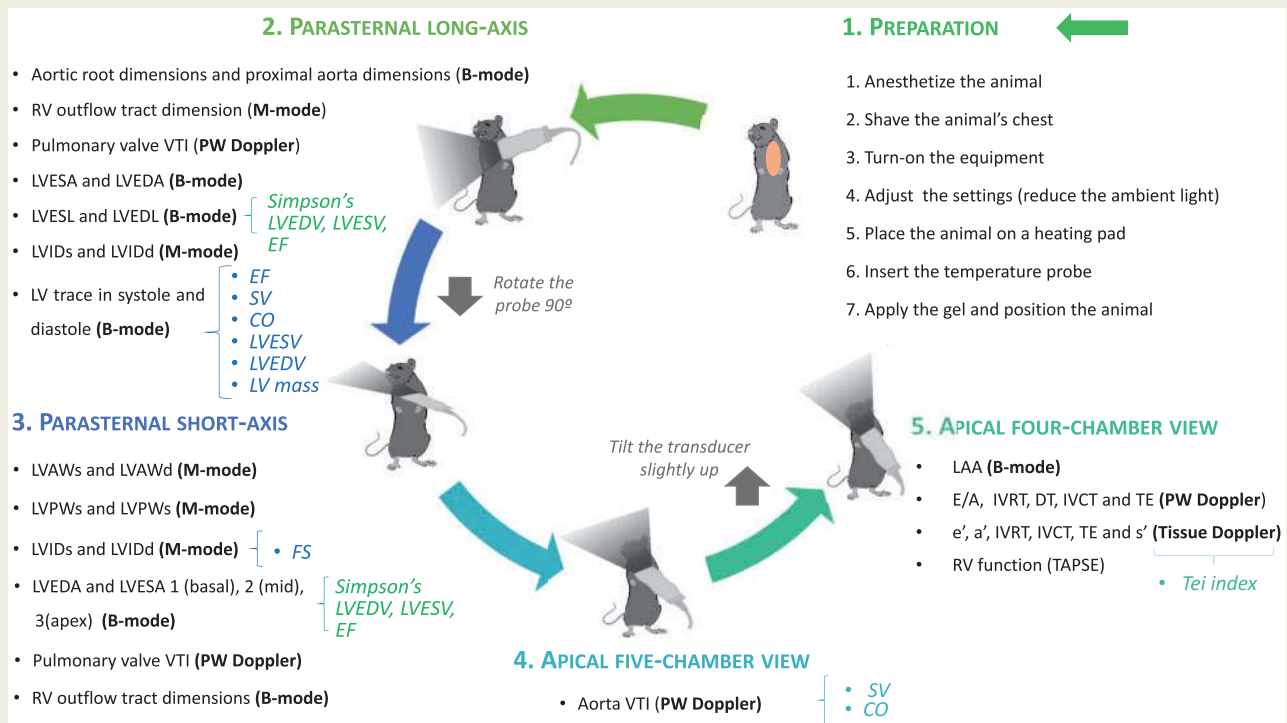 1. PREPARATION
1. Anesthetize the animal
2. Shave the animal's chest
3. Turn-on the equipment
4. Adjust the settings (reduce the ambient light)
5. Place the animal on a heating pad
6. Insert the temperature probe
7. Apply the gel and position the animal
2. PARASTERNAL LONG-AXIS
• Aortic root dimensions and proximal aorta dimensions (B-mode)
• RV outflow tract dimension (M-mode)
• Pulmonary valve VTI (PW Doppler)
• LVESA and LVEDA (B-mode)
• LVESL and LVEDL (B-mode)
Simpson's
LVEDV, LVESV,
EF
• LVIDs and LVIDd (M-mode)
• LV trace in systole and
diastole (B-mode)
• EF
• SV
• CO
• LVESV
• LVEDV
• LV mass
Rotate the
probe 90º
3. PARASTERNAL SHORT-AXIS
• LVAWs and LVAWd (M-mode)
• LVPWs and LVPWs (M-mode)
• LVIDs and LVIDd (M-mode)
• FS
• LVEDA and LVESA 1 (basal), 2 (mid),
3(apex) (B-mode)
Simpson's
LVEDV, LVESV,
EF
• Pulmonary valve VTI (PW Doppler)
• RV outflow tract dimensions (B-mode)
4. APICAL FIVE-CHAMBER VIEW
• Aorta VTI (PW Doppler)
• SV
• CO
Tilt the transducer
slightly up
5. APICAL FOUR-CHAMBER VIEW
• LAA (B-mode)
• E/A, IVRT, DT, IVCT and TE (PW Doppler)
• e', a', IVRT, IVCT, TE and s' (Tissue Doppler)
• RV function (TAPSE)
• Tei index